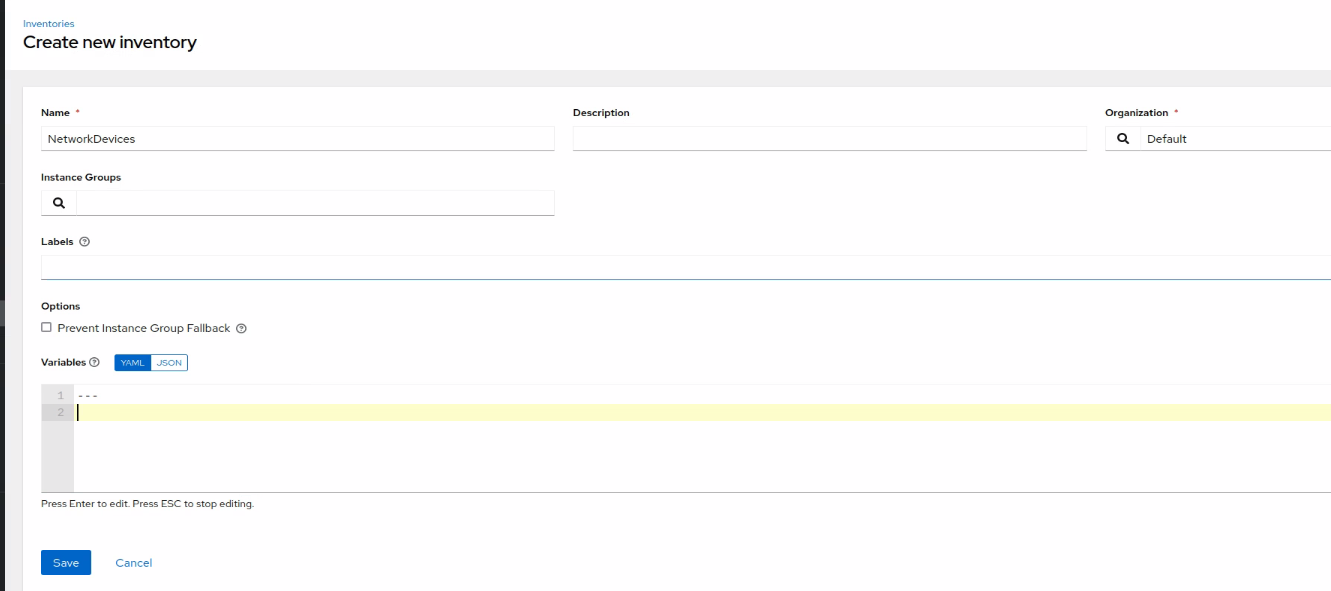 Inventories
Create new inventory
Name * Description Organization *
NetworkDevices Default
Instance Groups
Labels
Options
Prevent Instance Group Fallback
Variables YAML JSON
1 ---
2
Press Enter to edit. Press ESC to stop editing.
Save Cancel